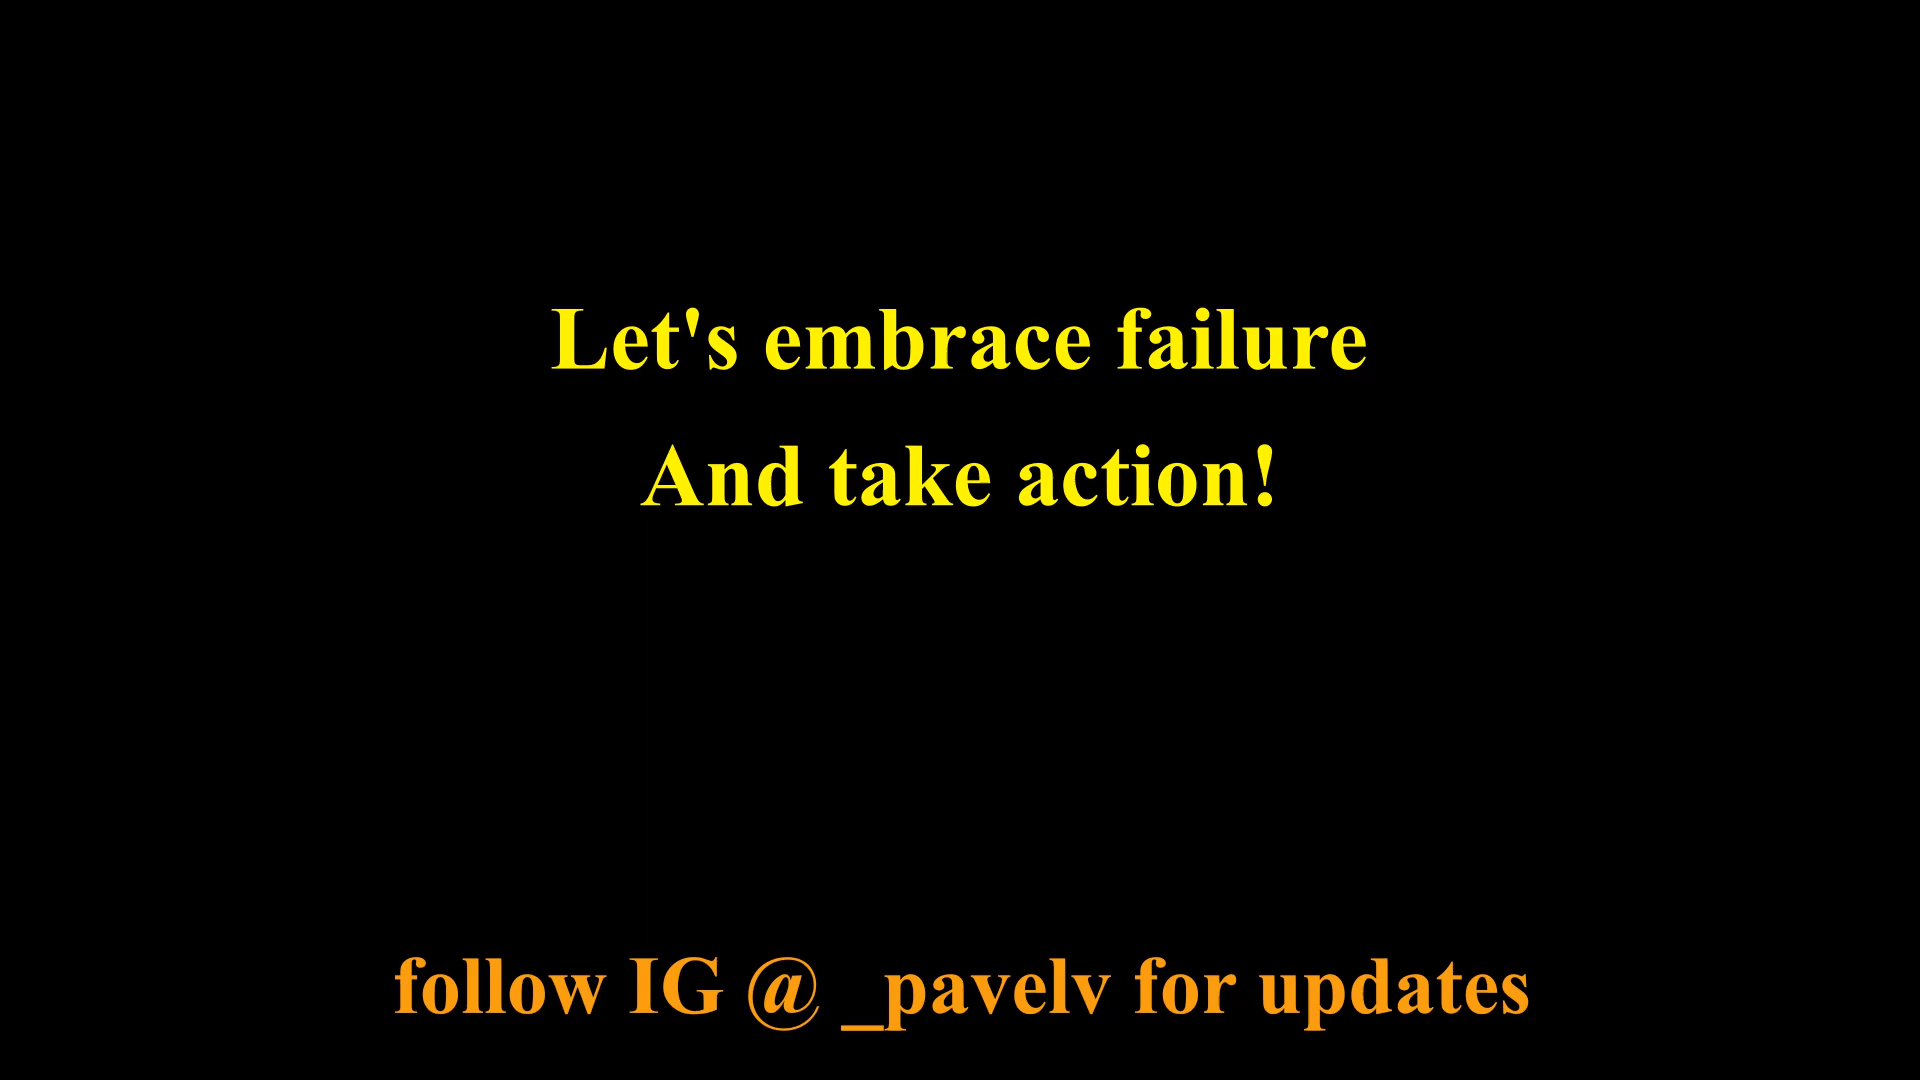 Let's embrace failure
And take action!
follow IG @ _pavelv for updates